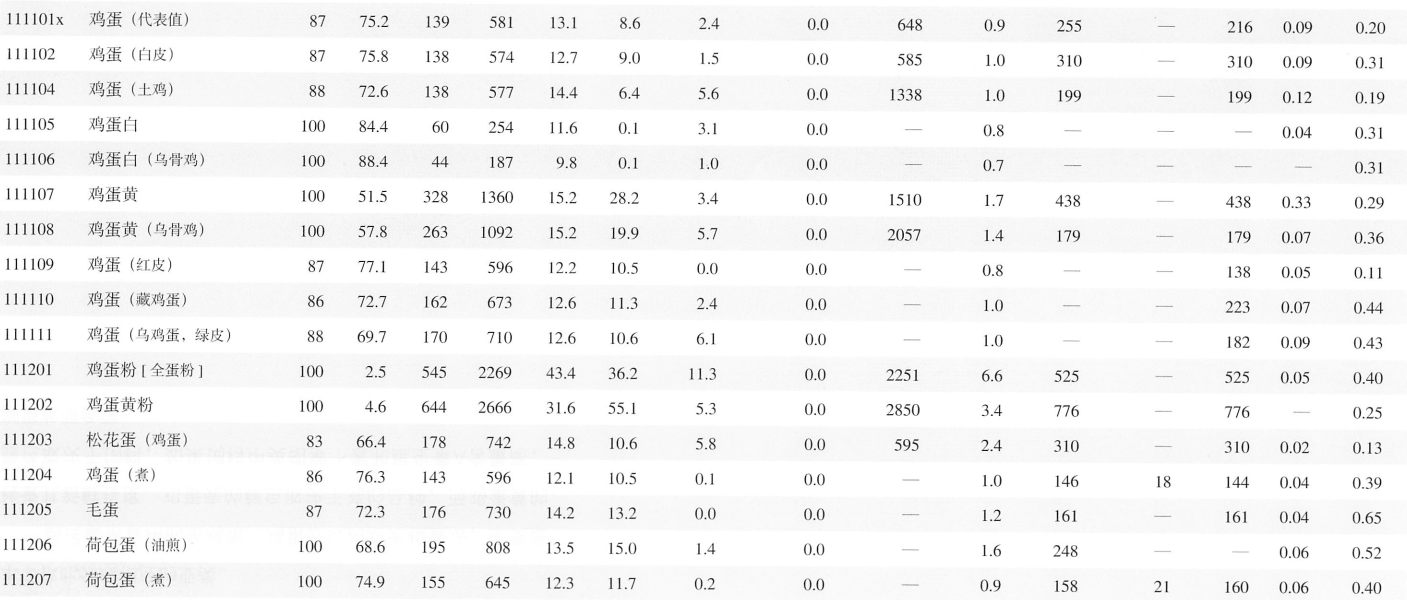 111101x 鸡蛋（代表值） 87 75.2 139 581 13.1 8.6 2.4 0.0 648 0.9 255 — 216 0.09 0.20
111102 鸡蛋（白皮） 87 75.8 138 574 12.7 9.0 1.5 0.0 585 1.0 310 — 310 0.09 0.31
111104 鸡蛋（土鸡） 88 72.6 138 577 14.4 6.4 5.6 0.0 1338 1.0 199 — 199 0.12 0.19
111105 鸡蛋白 100 84.4 60 254 11.6 0.1 3.1 0.0 — 0.8 — — — 0.04 0.31
111106 鸡蛋白（乌骨鸡） 100 88.4 44 187 9.8 0.1 1.0 0.0 — 0.7 — — — — 0.31
111107 鸡蛋黄 100 51.5 328 1360 15.2 28.2 3.4 0.0 1510 1.7 438 — 438 0.33 0.29
111108 鸡蛋黄（乌骨鸡） 100 57.8 263 1092 15.2 19.9 5.7 0.0 2057 1.4 179 — 179 0.07 0.36
111109 鸡蛋（红皮） 87 77.1 143 596 12.2 10.5 0.0 0.0 — 0.8 — — 138 0.05 0.11
111110 鸡蛋（藏鸡蛋） 86 72.7 162 673 12.6 11.3 2.4 0.0 — 1.0 — — 223 0.07 0.44
111111 鸡蛋（乌鸡蛋，绿皮） 88 69.7 170 710 12.6 10.6 6.1 0.0 — 1.0 — — 182 0.09 0.43
111201 鸡蛋粉 [ 全蛋粉 ] 100 2.5 545 2269 43.4 36.2 11.3 0.0 2251 6.6 525 — 525 0.05 0.40
111202 鸡蛋黄粉 100 4.6 644 2666 31.6 55.1 5.3 0.0 2850 3.4 776 — 776 — 0.25
111203 松花蛋（鸡蛋） 83 66.4 178 742 14.8 10.6 5.8 0.0 595 2.4 310 — 310 0.02 0.13
111204 鸡蛋（煮） 86 76.3 143 596 12.1 10.5 0.1 0.0 — 1.0 146 18 144 0.04 0.39
111205 毛蛋 87 72.3 176 730 14.2 13.2 0.0 0.0 — 1.2 161 — 161 0.04 0.65
111206 荷包蛋（油煎） 100 68.6 195 808 13.5 15.0 1.4 0.0 — 1.6 248 — — 0.06 0.52
111207 荷包蛋（煮） 100 74.9 155 645 12.3 11.7 0.2 0.0 — 0.9 158 21 160 0.06 0.40